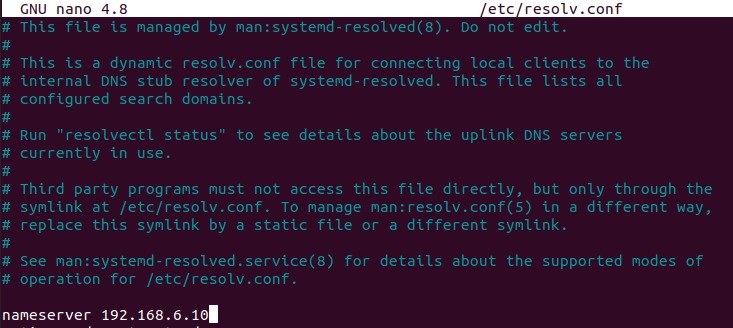 GNU nano 4.8 /etc/resolv.conf
# This file is managed by man:systemd-resolved(8). Do not edit.
#
# This is a dynamic resolv.conf file for connecting local clients to the
# internal DNS stub resolver of systemd-resolved. This file lists all
# configured search domains.
#
# Run "resolvectl status" to see details about the uplink DNS servers
# currently in use.
#
# Third party programs must not access this file directly, but only through the
# symlink at /etc/resolv.conf. To manage man:resolv.conf(5) in a different way,
# replace this symlink by a static file or a different symlink.
#
# See man:systemd-resolved.service(8) for details about the supported modes of
# operation for /etc/resolv.conf.
nameserver 192.168.6.10